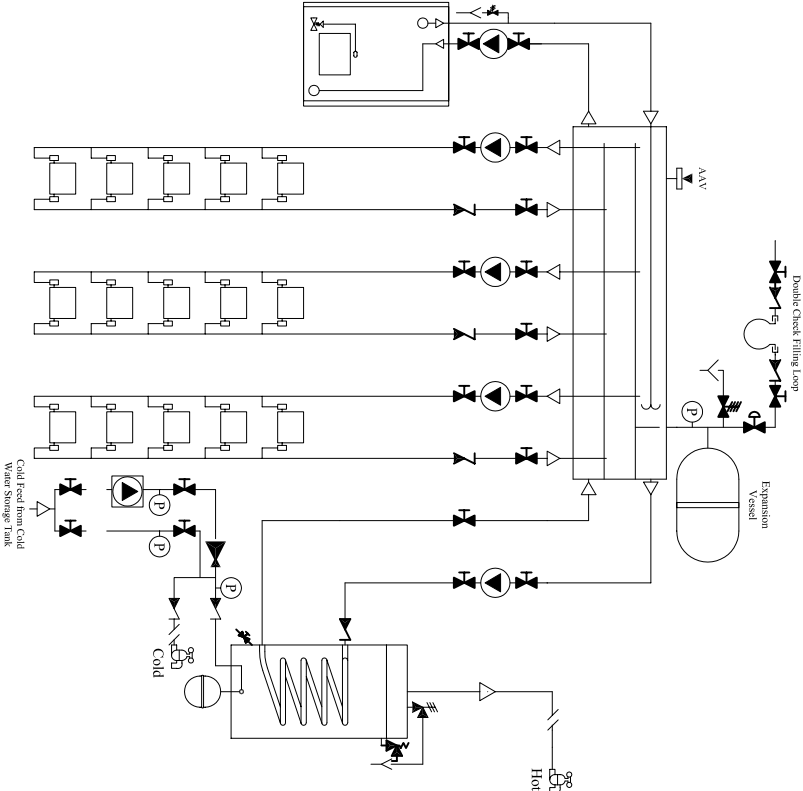 AAV
Double Check Filling Loop
P
Expansion
Vessel
Cold Feed from Cold
Water Storage Tank
P
P
P
Cold
Hot